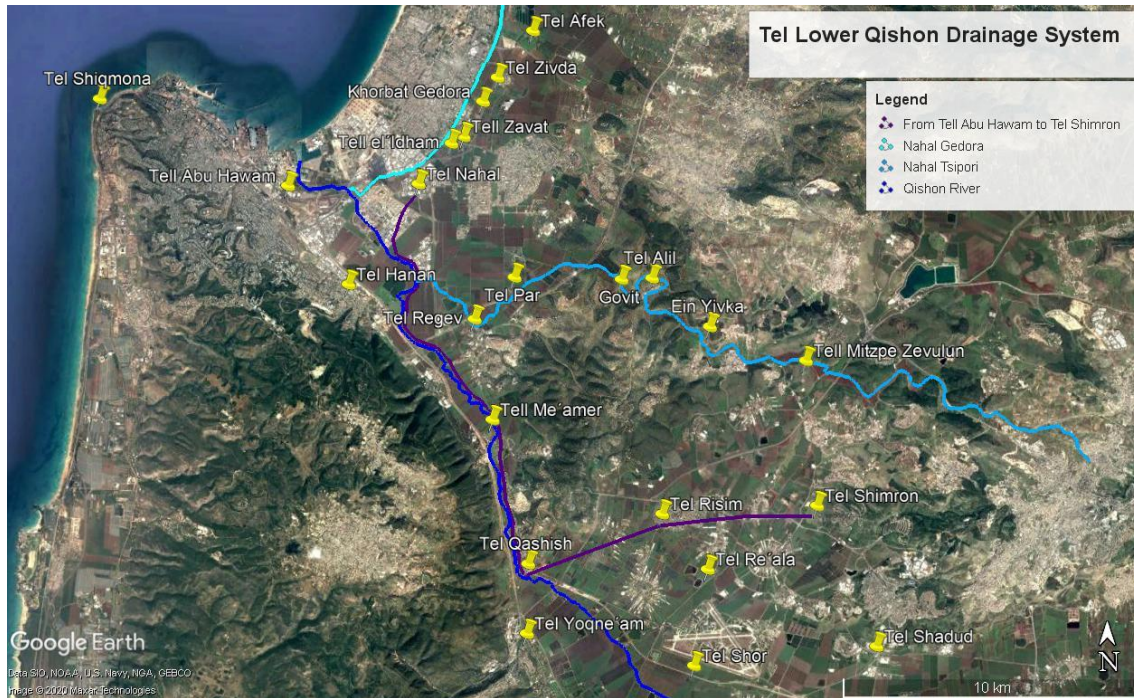 Tel Lower Qishon Drainage System
Legend
From Tell Abu Hawam to Tel Shimron
Nahal Gedora
Nahal Tsipori
Qishon River
Tel Afek
Tel Shiqmona
Tel Zivda
Khorbat Gedora
Tell Zavat
Tell el´Idham
Tell Abu Hawam
Tel Nahal
Tel Hanan
Tel Par
Tel Alil
Govit
Tel Regev
Ein Yivka
Tell Mitzpe Zevulun
Tell Me´amer
Tel Risim
Tel Shimron
Tel Qashish
Tel Re´ala
Tel Yoqne´am
Tel Shor
Tel Shadud
Google Earth
Data SIO, NOAA, U.S. Navy, NGA, GEBCO
Image © 2020 Maxar Technologies
10 km
N